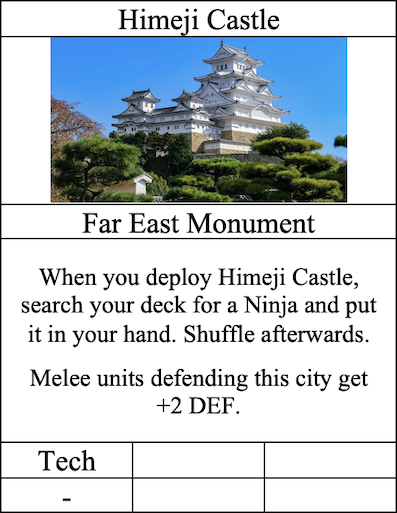 Himeji Castle
Far East Monument
When you deploy Himeji Castle,
search your deck for a Ninja and put
it in your hand. Shuffle afterwards.
Melee units defending this city get
+2 DEF.
Tech
-